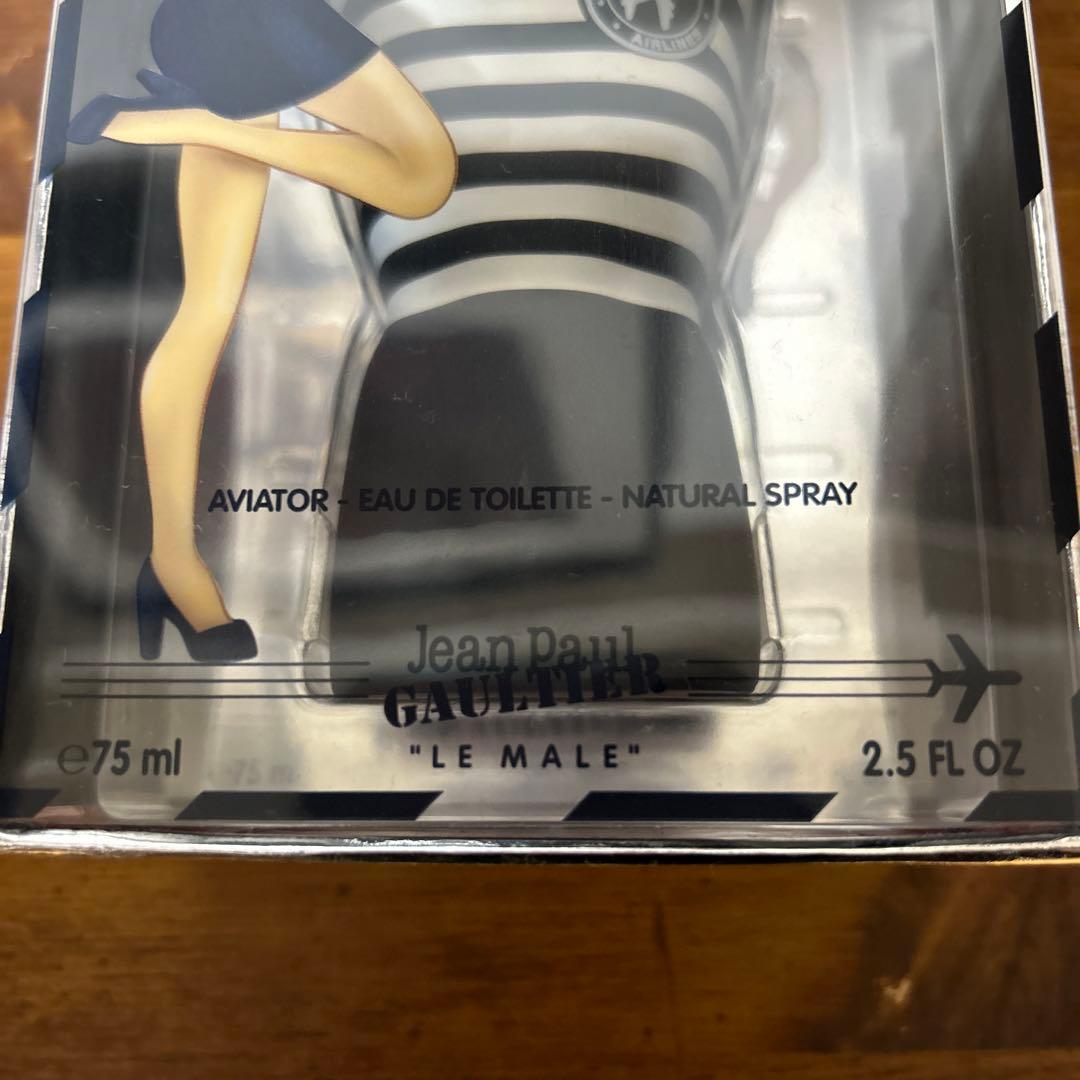 AIRLINES
AVIATOR - EAU DE TOILETTE - NATURAL SPRAY
Jean Paul
GAULTIER
"LE MALE"
℮75 ml
2.5 FL OZ